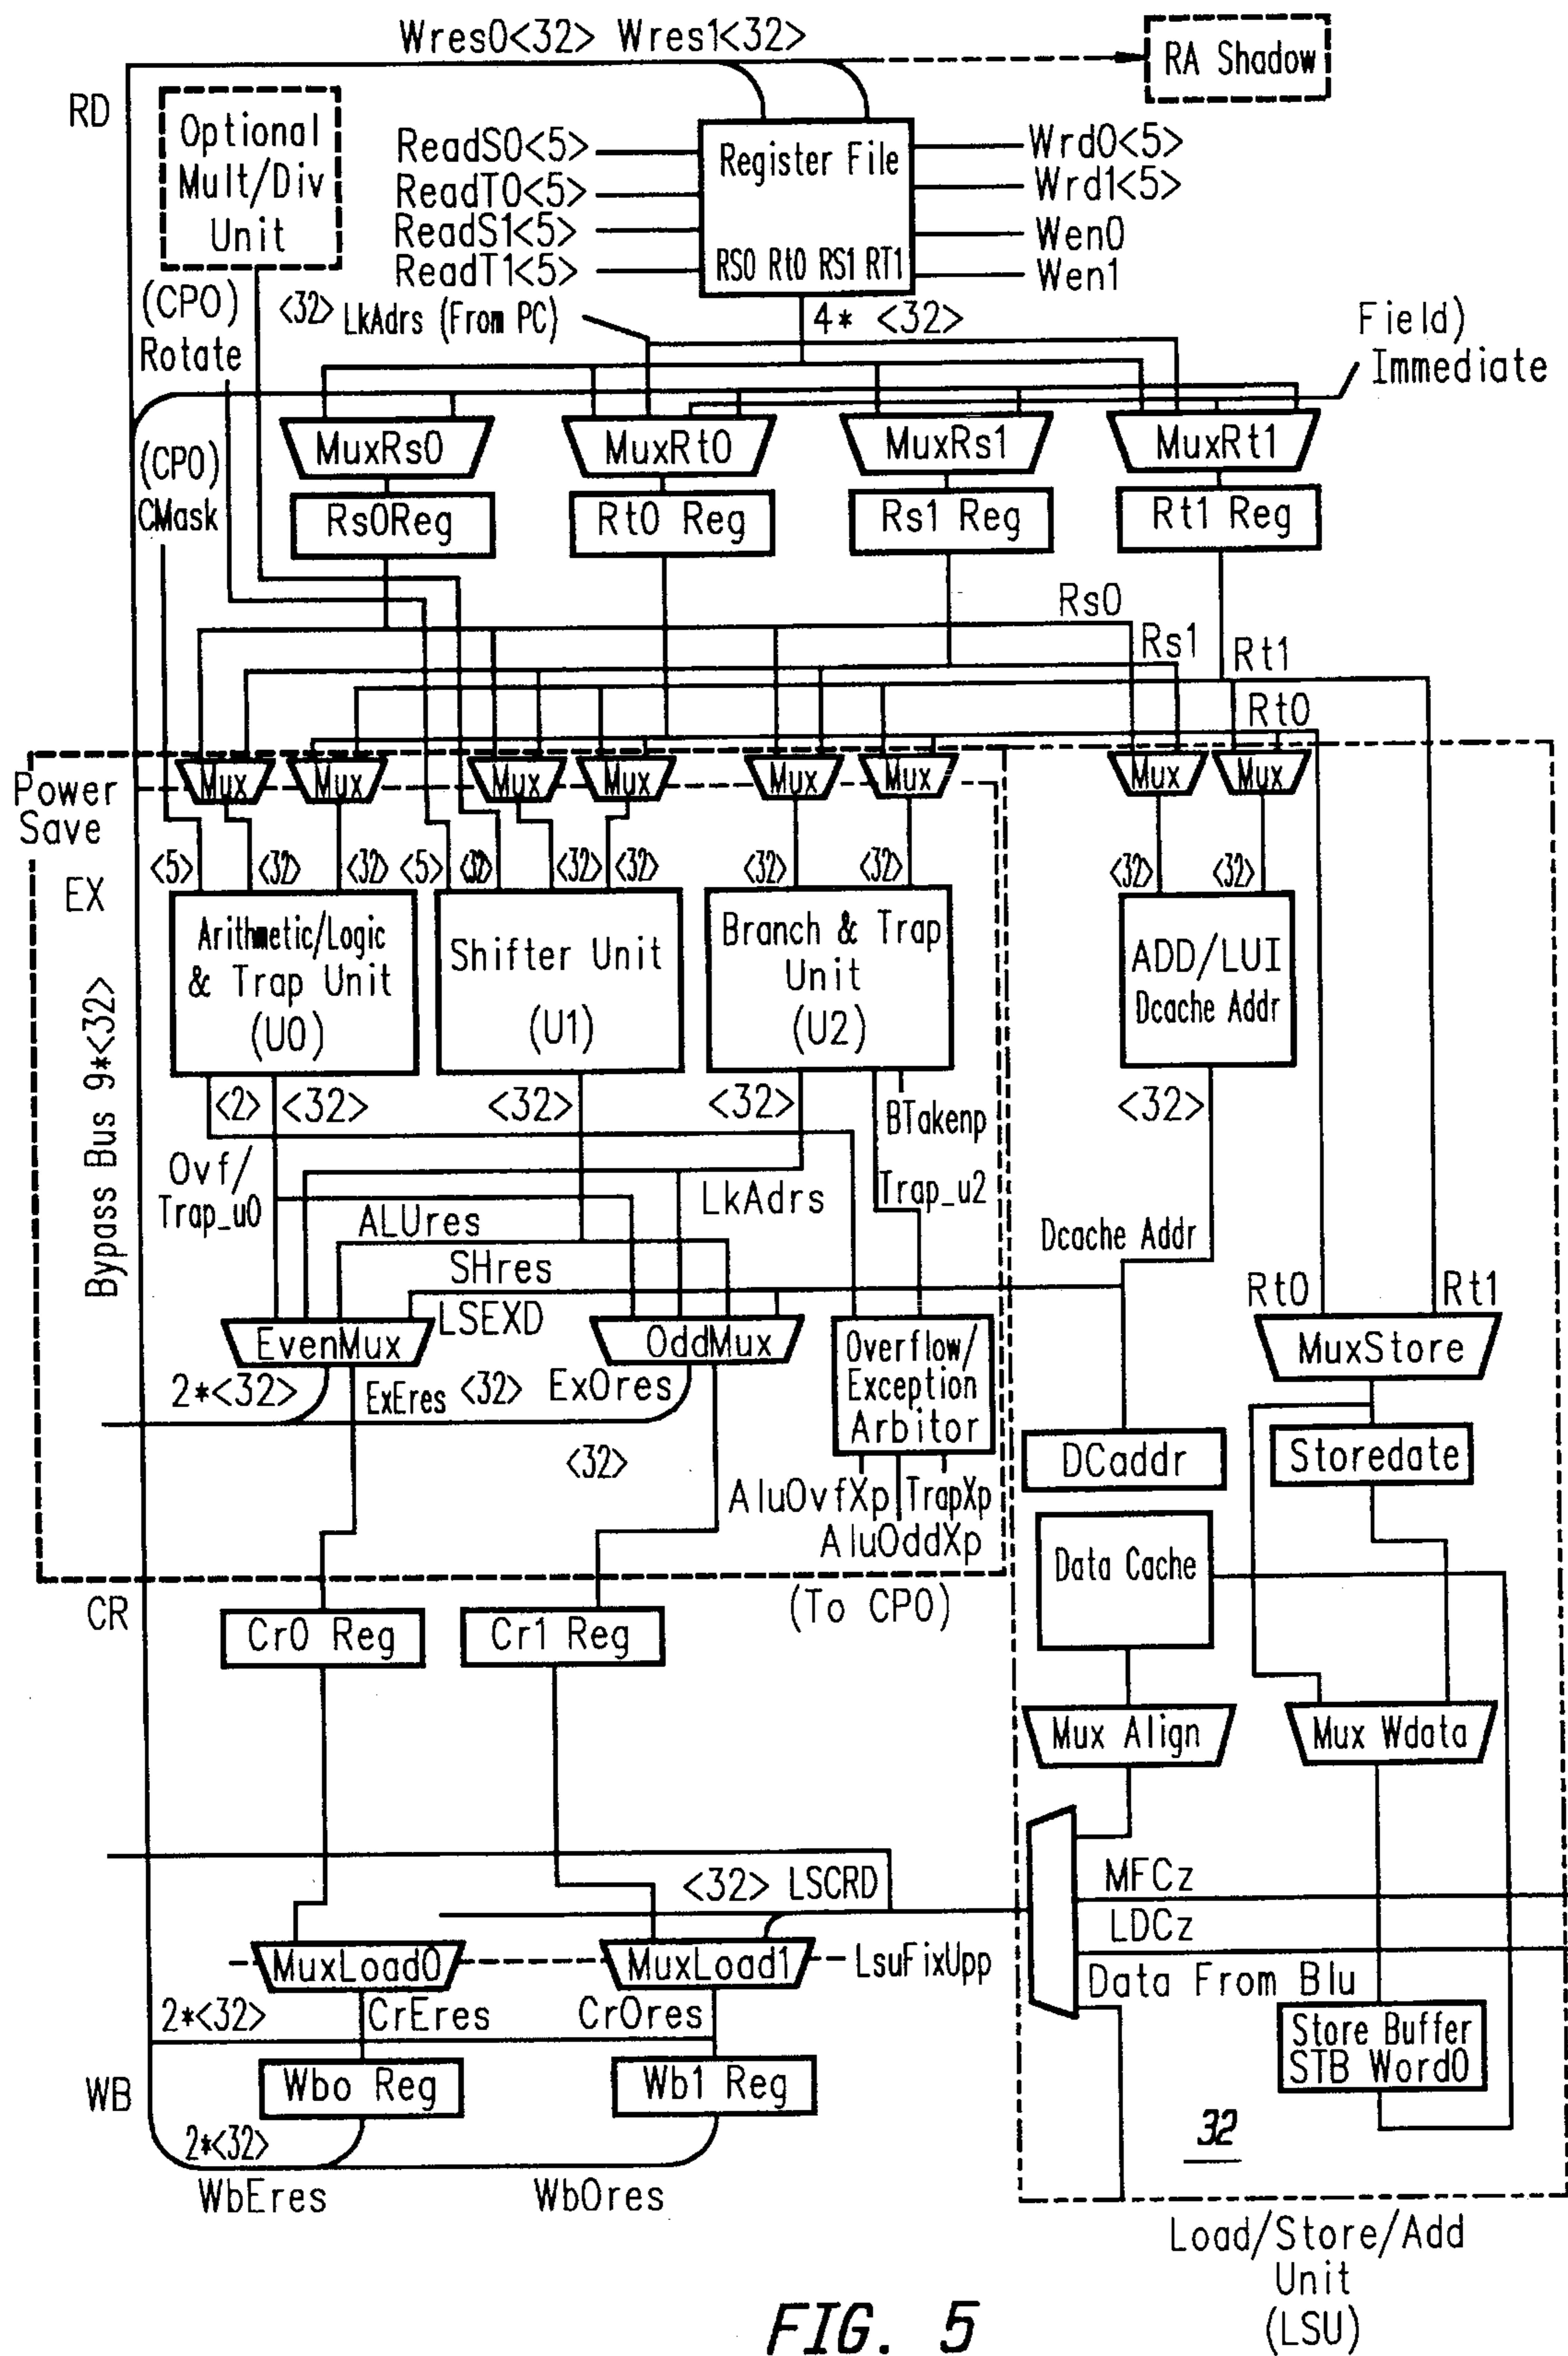 Wres0<32> Wres1<32>
RA Shadow
RD
Optional
Mult/Div
Unit
ReadS0<5>
ReadT0<5>
ReadS1<5>
ReadT1<5>
Register File
RS0 Rt0 RS1 RT1
Wrd0<5>
Wrd1<5>
Wen0
Wen1
(CP0)
Rotate
<32>
LkAdrs (From PC)
4* <32>
Field)
Immediate
MuxRs0
MuxRt0
MuxRs1
MuxRt1
(CP0)
CMask
Rs0Reg
Rt0 Reg
Rs1 Reg
Rt1 Reg
Rs0
Rs1
Rt1
Rt0
Power
Save
Mux
Mux
Mux
Mux
Mux
Mux
Mux
Mux
<5>
<32>
<32>
<5>
<32>
<32>
<32>
<32>
<32>
<32>
<32>
EX
Arithmetic/Logic
& Trap Unit
(U0)
Shifter Unit
(U1)
Branch & Trap
Unit
(U2)
ADD/LUI
Dcache Addr
Bypass Bus 9*<32>
<2>
<32>
<32>
<32>
BTakenp
<32>
Ovf/
Trap_u0
LkAdrs
Trap_u2
ALUres
SHres
LSEXD
Dcache Addr
Rt0
Rt1
EvenMux
OddMux
Overflow/
Exception
Arbitor
MuxStore
2*<32>
ExEres
<32>
ExOres
<32>
DCaddr
Storedate
AluOvfXp
TrapXp
AluOddXp
Data Cache
CR
(To CP0)
Cr0 Reg
Cr1 Reg
Mux Align
Mux Wdata
<32> LSCRD
MFCz
LDCz
MuxLoad0
MuxLoad1
LsuFixUpp
Data From Blu
2*<32>
CrEres
CrOres
Store Buffer
STB Word0
WB
Wbo Reg
Wb1 Reg
32
2*<32>
WbEres
WbOres
Load/Store/Add
Unit
(LSU)
FIG. 5